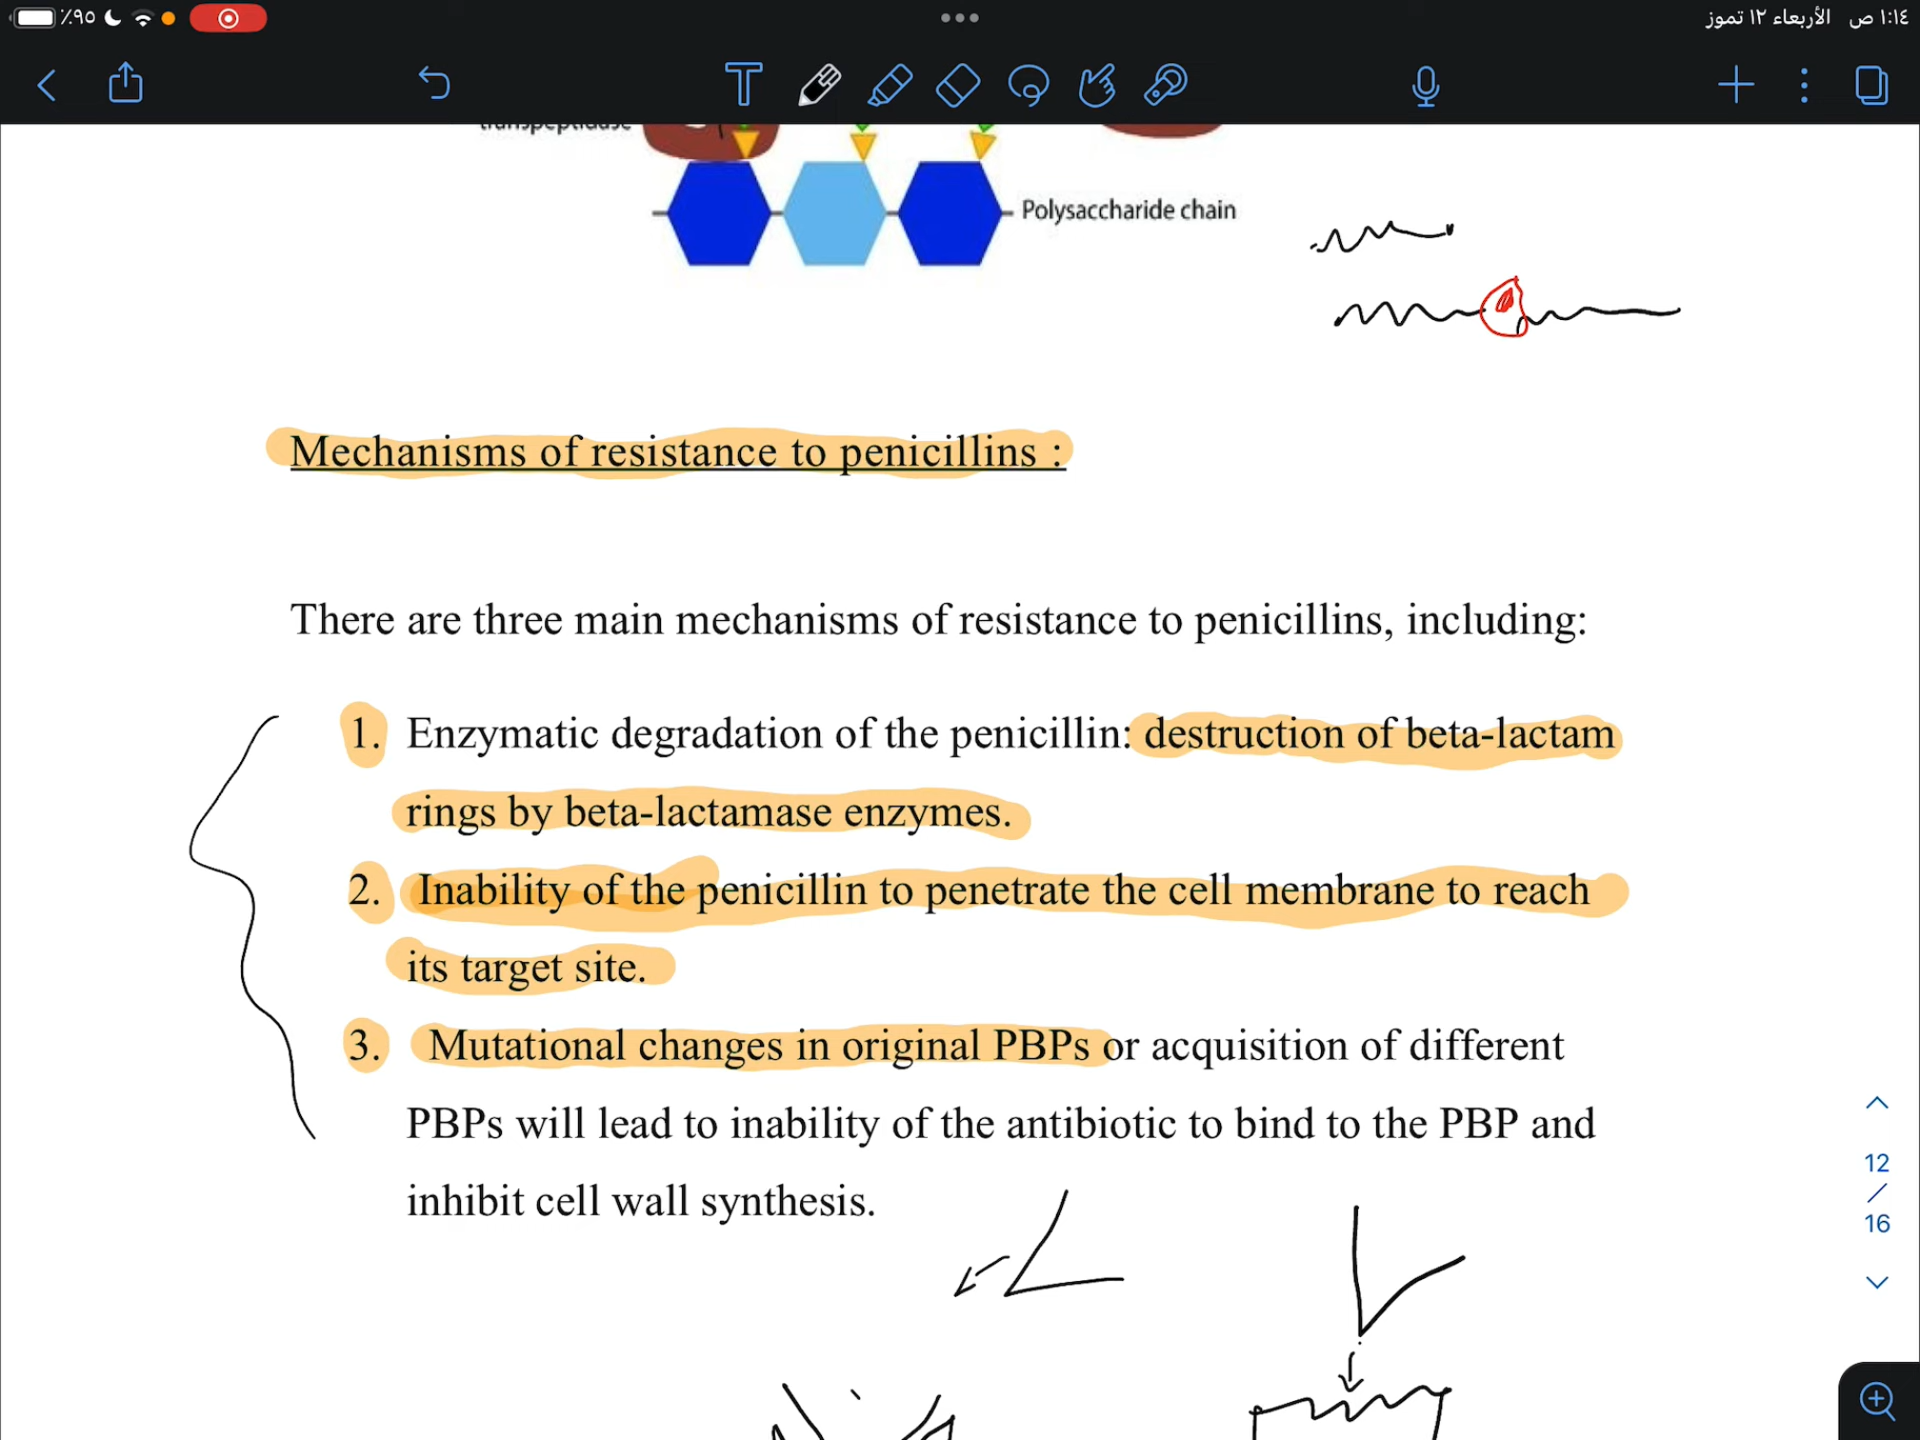 ٪٩٥
١:١٤ ص الأربعاء ١٢ تموز
transpeptidase
Polysaccharide chain
Mechanisms of resistance to penicillins :
There are three main mechanisms of resistance to penicillins, including:
1. Enzymatic degradation of the penicillin: destruction of beta-lactam
rings by beta-lactamase enzymes.
2. Inability of the penicillin to penetrate the cell membrane to reach
its target site.
3. Mutational changes in original PBPs or acquisition of different
PBPs will lead to inability of the antibiotic to bind to the PBP and
inhibit cell wall synthesis.
12
/
16